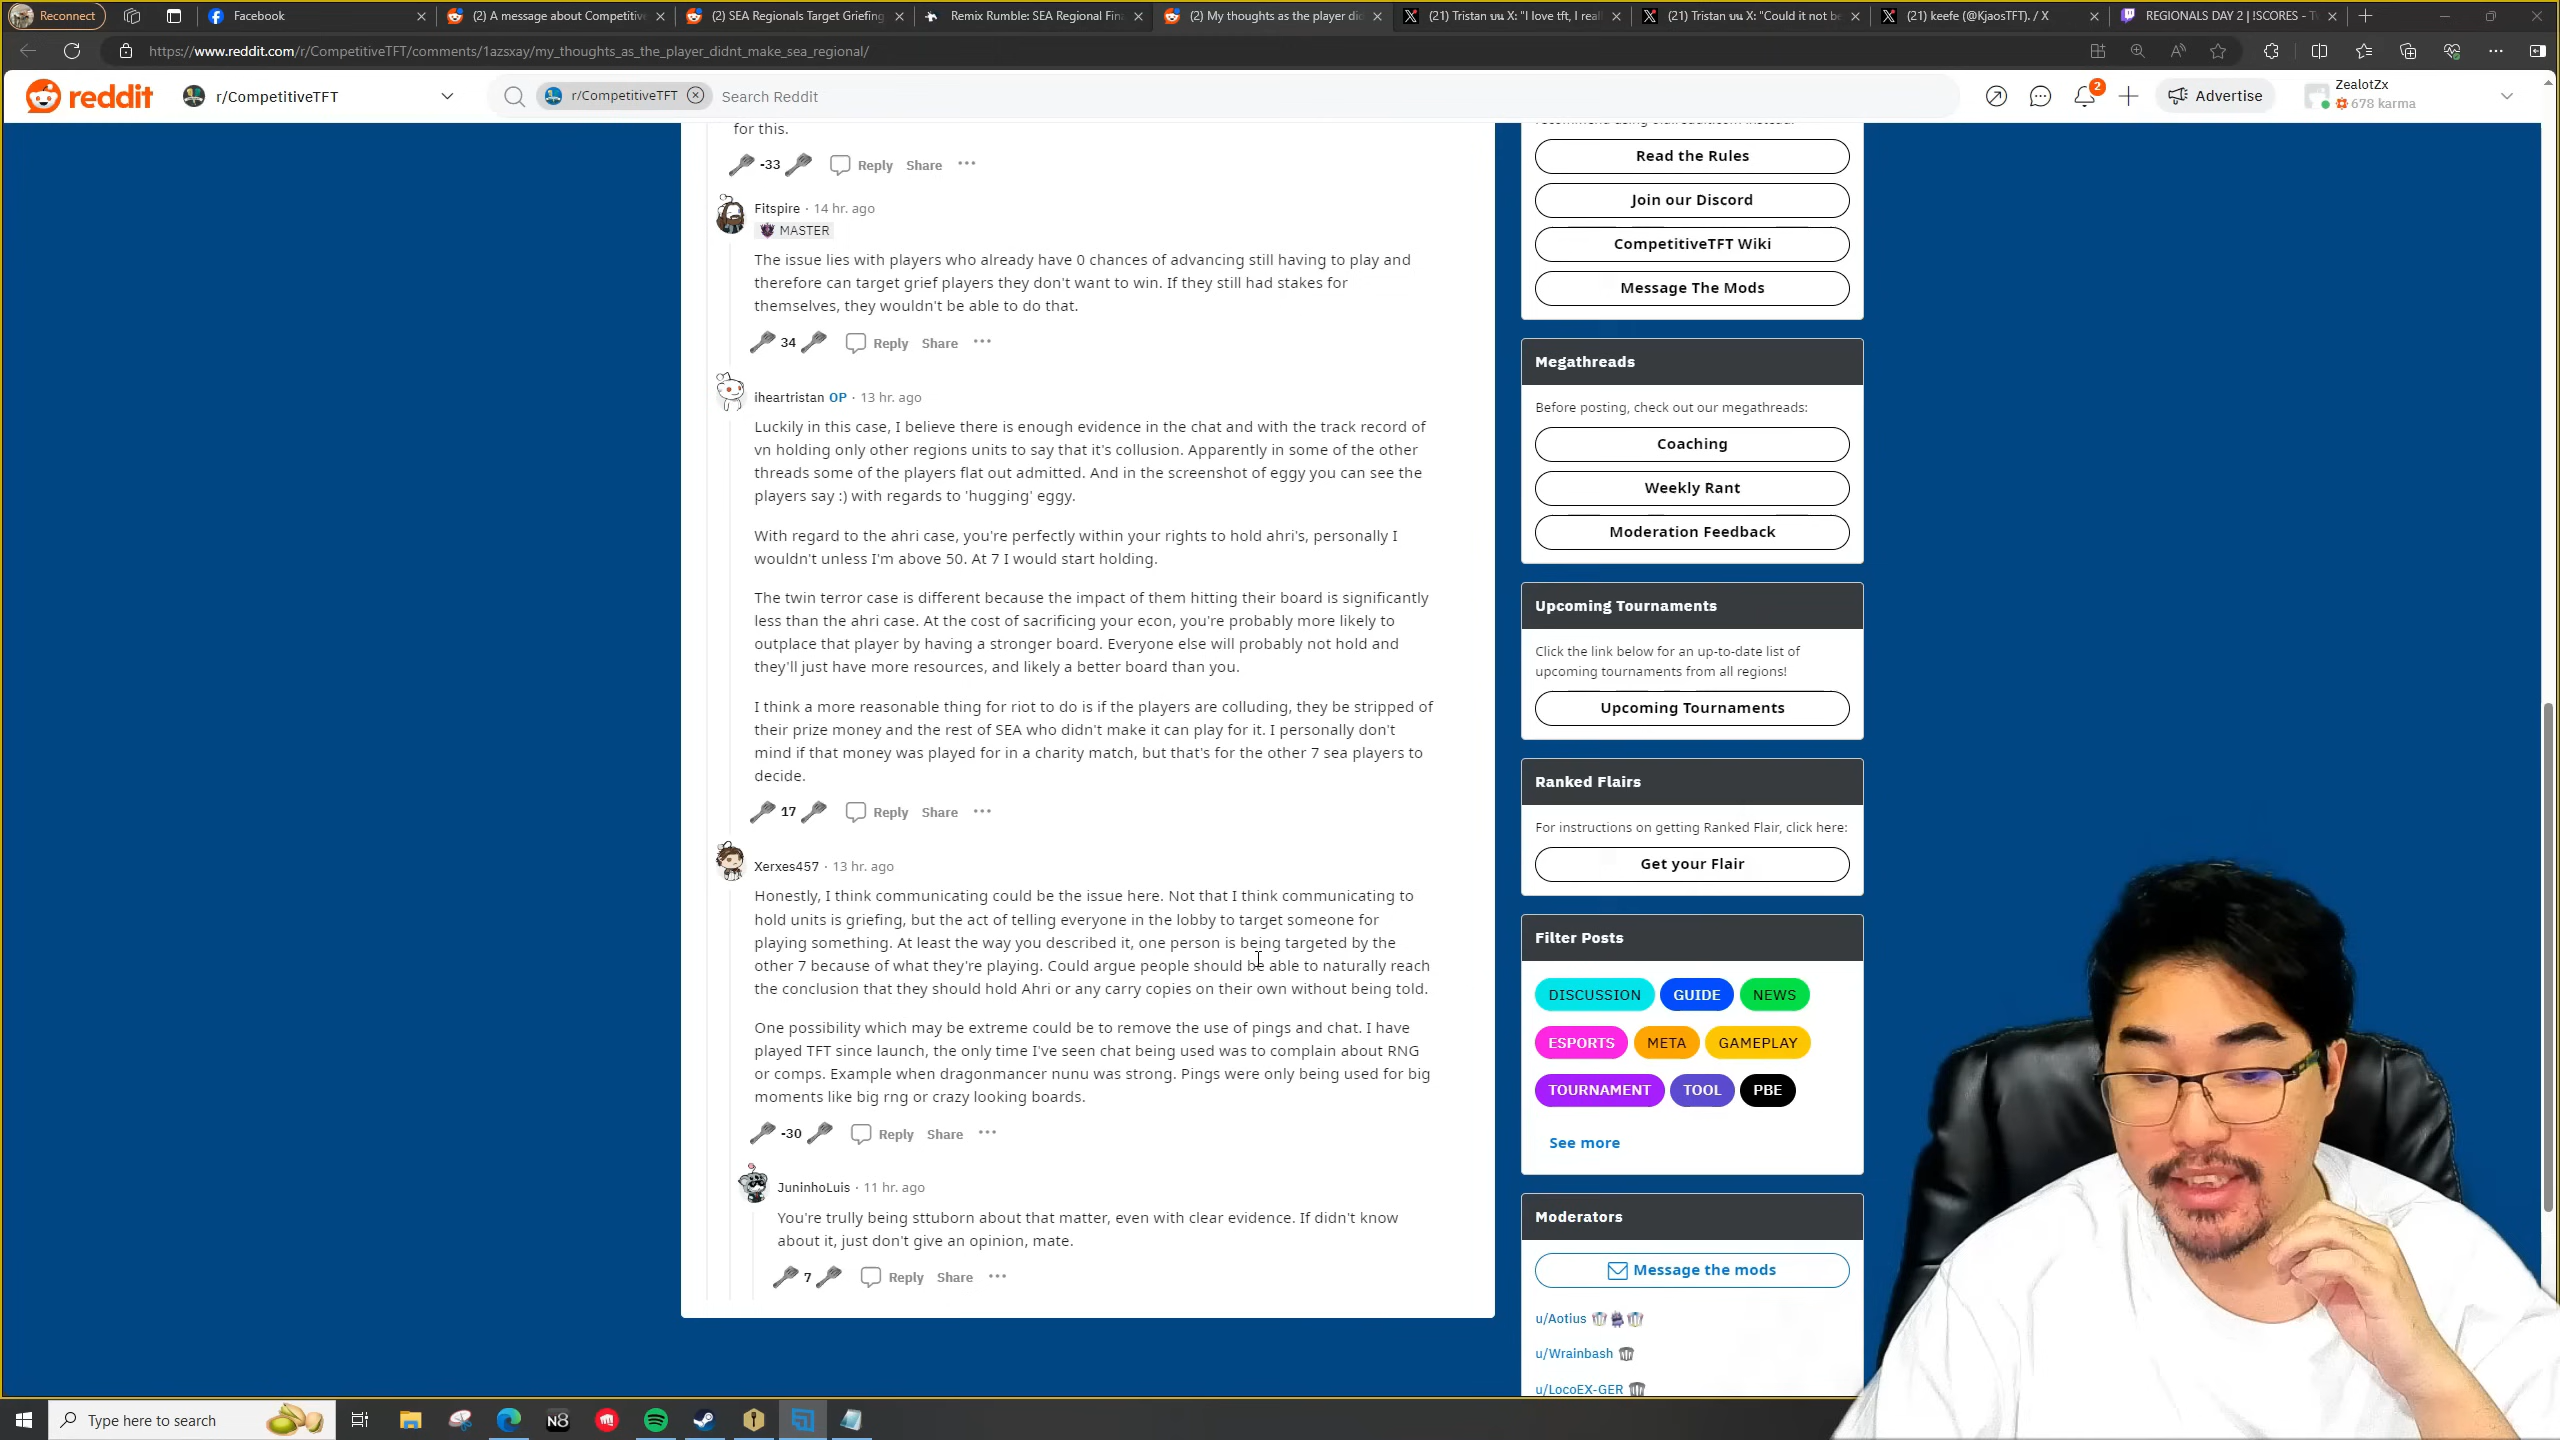 Reconnect
Facebook
(2) A message about Competitiv
(2) SEA Regionals Target Griefing
Remix Rumble: SEA Regional Fin
(2) My thoughts as the player di
(21) Tristan บน X: "I love tft, I real
(21) Tristan บน X: "Could it not be
(21) keefe (@KjaosTFT). / X
REGIONALS DAY 2 | !SCORES - T
https://www.reddit.com/r/CompetitiveTFT/comments/1azsxay/my_thoughts_as_the_player_didnt_make_sea_regional/
reddit
r/CompetitiveTFT
r/CompetitiveTFT
Search Reddit
2
Advertise
ZealotZx
678 karma
for this.
-33 Reply Share
Fitspire · 14 hr. ago
MASTER
The issue lies with players who already have 0 chances of advancing still having to play and
therefore can target grief players they don't want to win. If they still had stakes for
themselves, they wouldn't be able to do that.
34 Reply Share
iheartristan OP · 13 hr. ago
Luckily in this case, I believe there is enough evidence in the chat and with the track record of
vn holding only other regions units to say that it's collusion. Apparently in some of the other
threads some of the players flat out admitted. And in the screenshot of eggy you can see the
players say :) with regards to 'hugging' eggy.
With regard to the ahri case, you're perfectly within your rights to hold ahri's, personally I
wouldn't unless I'm above 50. At 7 I would start holding.
The twin terror case is different because the impact of them hitting their board is significantly
less than the ahri case. At the cost of sacrificing your econ, you're probably more likely to
outplace that player by having a stronger board. Everyone else will probably not hold and
they'll just have more resources, and likely a better board than you.
I think a more reasonable thing for riot to do is if the players are colluding, they be stripped of
their prize money and the rest of SEA who didn't make it can play for it. I personally don't
mind if that money was played for in a charity match, but that's for the other 7 sea players to
decide.
17 Reply Share
Xerxes457 · 13 hr. ago
Honestly, I think communicating could be the issue here. Not that I think communicating to
hold units is griefing, but the act of telling everyone in the lobby to target someone for
playing something. At least the way you described it, one person is being targeted by the
other 7 because of what they're playing. Could argue people should be able to naturally reach
the conclusion that they should hold Ahri or any carry copies on their own without being told.
One possibility which may be extreme could be to remove the use of pings and chat. I have
played TFT since launch, the only time I've seen chat being used was to complain about RNG
or comps. Example when dragonmancer nunu was strong. Pings were only being used for big
moments like big rng or crazy looking boards.
-30 Reply Share
JuninhoLuis · 11 hr. ago
You're trully being sttuborn about that matter, even with clear evidence. If didn't know
about it, just don't give an opinion, mate.
7 Reply Share
Read the Rules
Join our Discord
CompetitiveTFT Wiki
Message The Mods
Megathreads
Before posting, check out our megathreads:
Coaching
Weekly Rant
Moderation Feedback
Upcoming Tournaments
Click the link below for an up-to-date list of
upcoming tournaments from all regions!
Upcoming Tournaments
Ranked Flairs
For instructions on getting Ranked Flair, click here:
Get your Flair
Filter Posts
DISCUSSION GUIDE NEWS
ESPORTS META GAMEPLAY
TOURNAMENT TOOL PBE
See more
Moderators
Message the mods
u/Aotius
u/Wrainbash
u/LocoEX-GER
Type here to search
N8